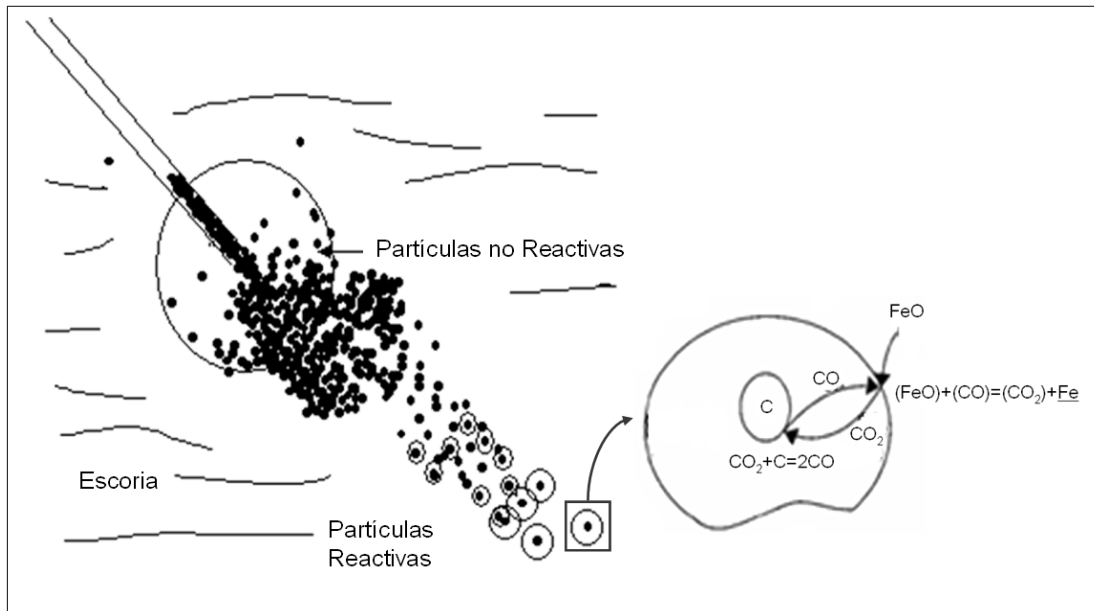 Partículas no Reactivas
FeO
CO
(FeO)+(CO)=(CO₂)+Fe
C
CO₂
CO₂+C=2CO
Escoria
Partículas
Reactivas